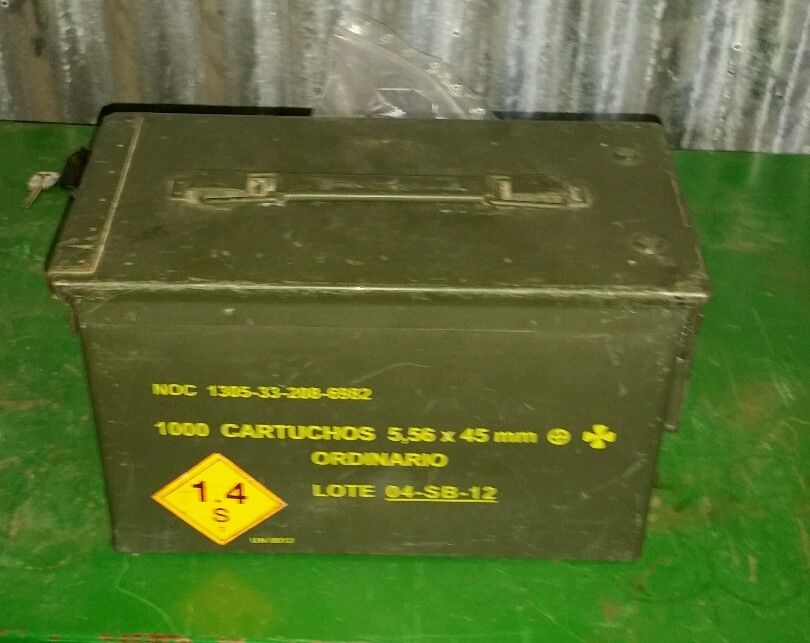 NOC 1305-33-208-6982
1000 CARTUCHOS 5,56 x 45 mm
ORDINARIO
LOTE 04-SB-12
1.4
S